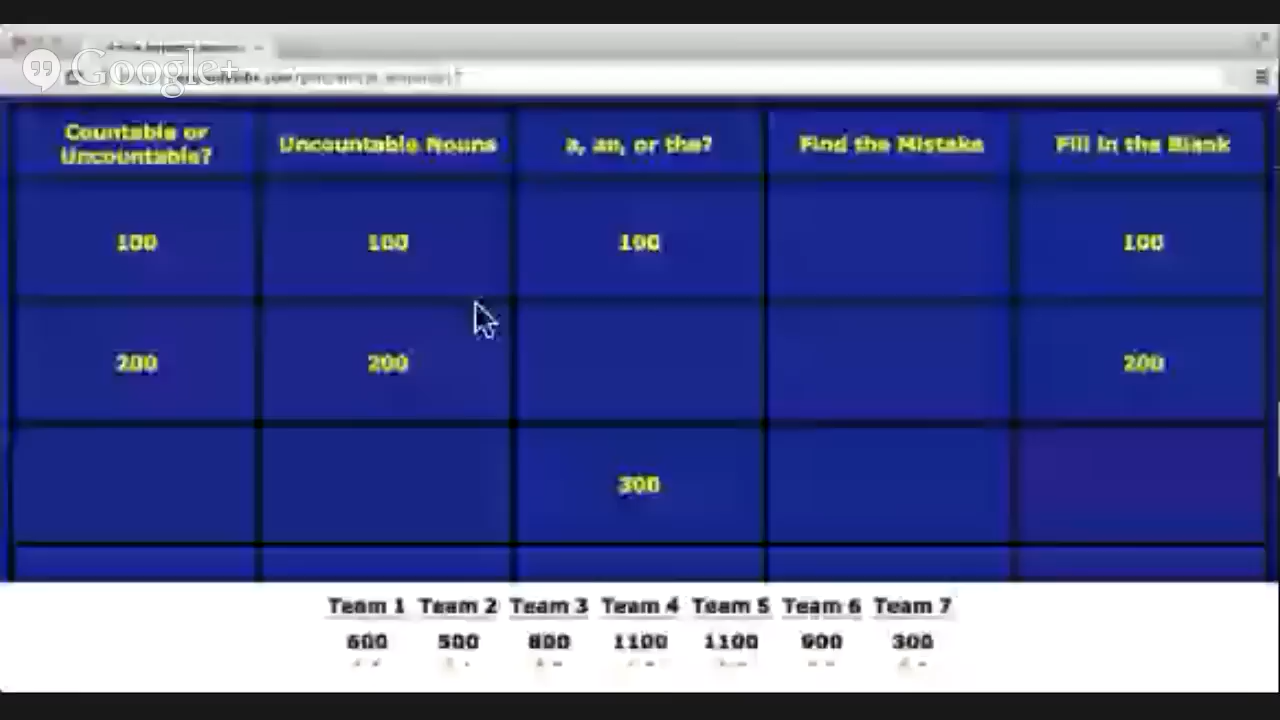 Google+
Countable or
Uncountable?
Uncountable Nouns
a, an, or the?
Find the Mistake
Fill in the Blank
100
100
100
100
200
200
200
300
Team 1 Team 2 Team 3 Team 4 Team 5 Team 6 Team 7
600 500 800 1100 1100 900 300